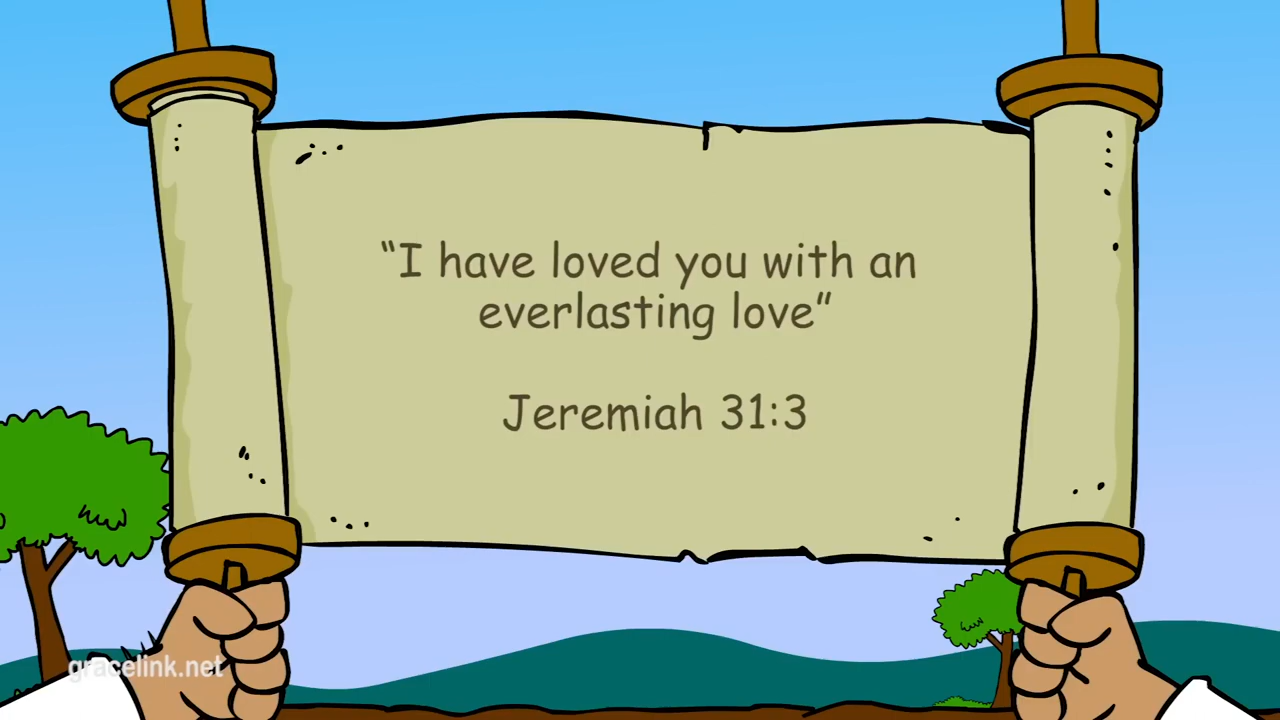 “I have loved you with an
everlasting love”
Jeremiah 31:3
gracelink.net